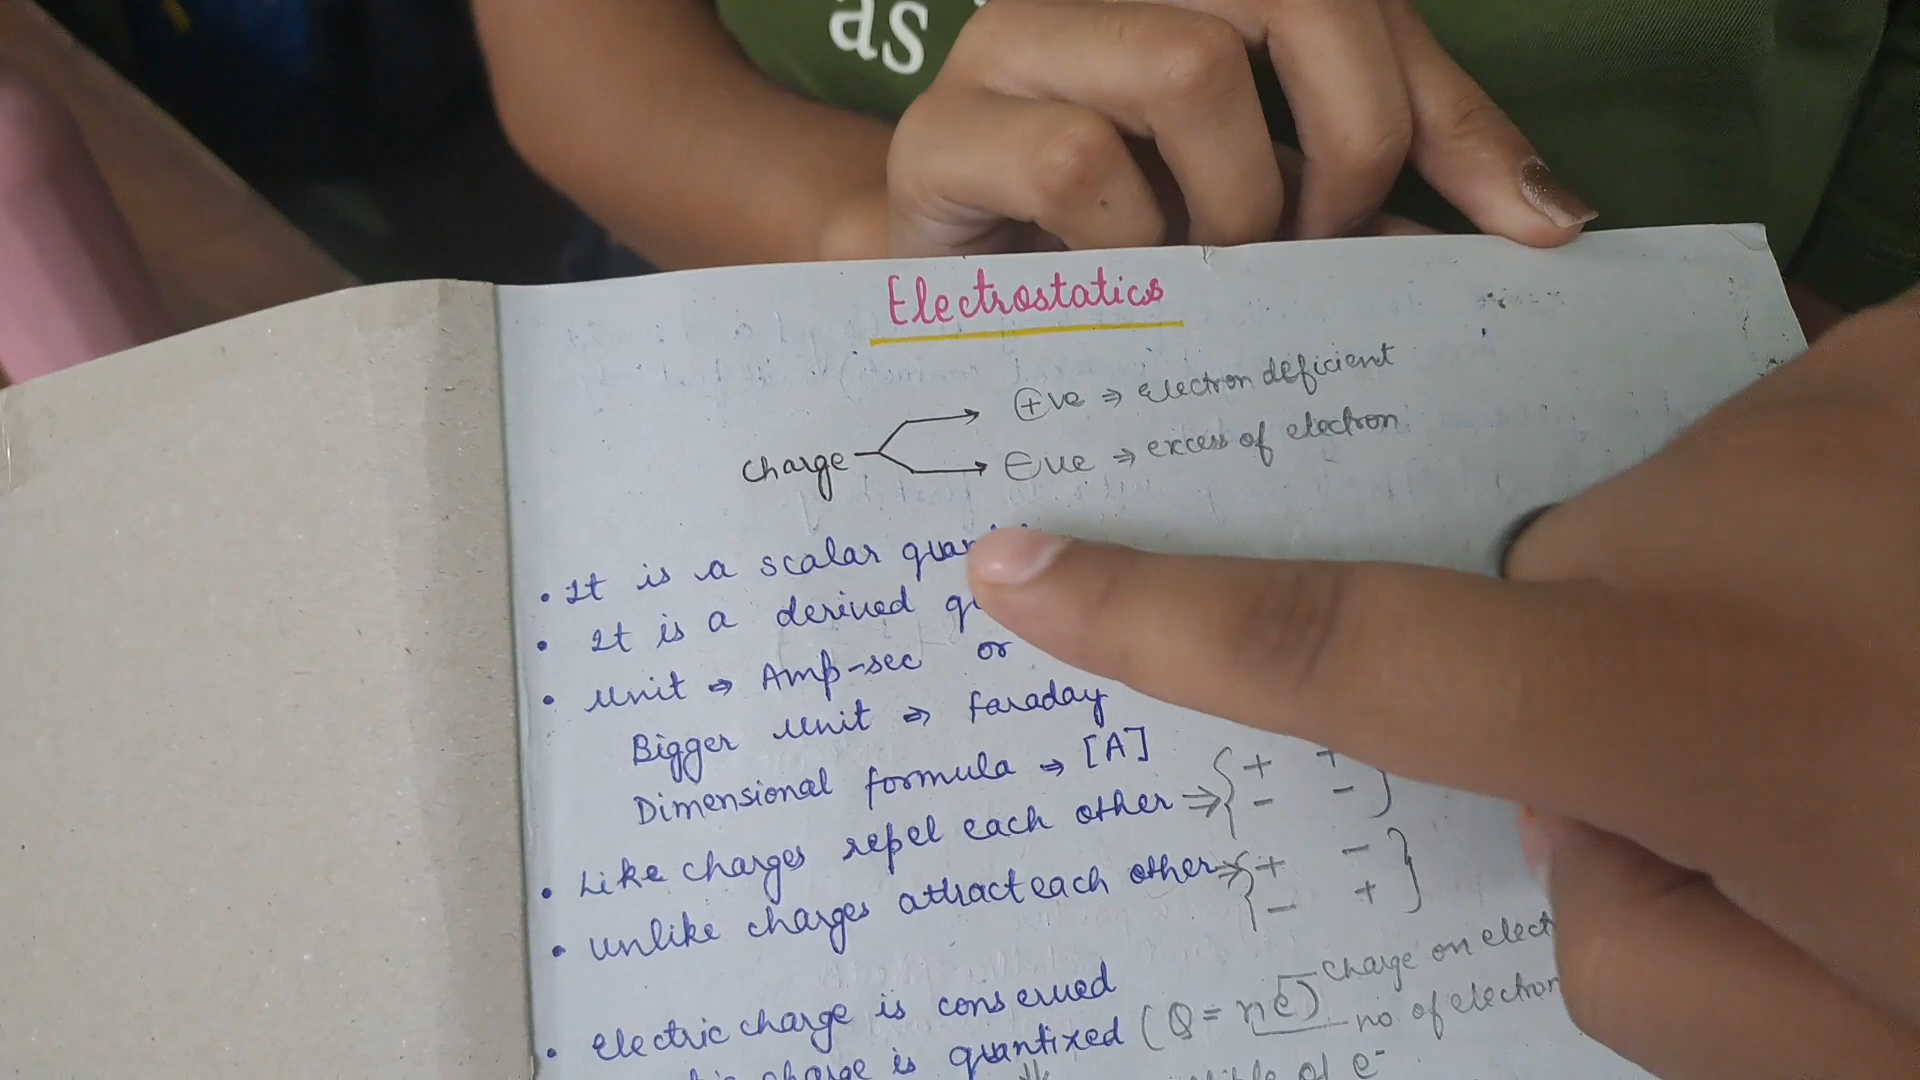 as
Electrostatics
charge
⊕ve ⇒ electron deficient
⊖ve ⇒ excess of electron
• It is a scalar
• It is a derived
• Unit ⇒ Amp-sec or
Bigger unit ⇒ faraday
Dimensional formula ⇒ [A]
• Like charges repel each other ⇒ { + + - - }
• unlike charges attract each other ⇒ { + - - + }
• Electric charge is conserved
charge is quantized (Q = ne) charge on
no. of electron
of e⁻